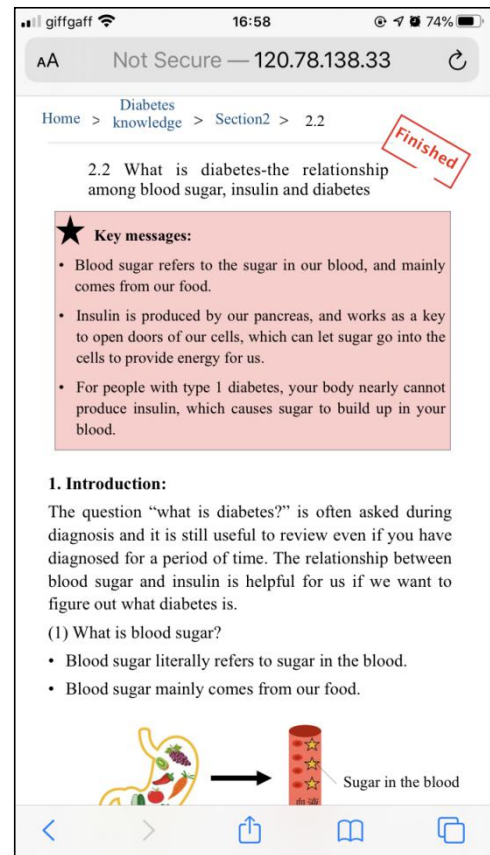 giffgaff 16:58 74%
AA Not Secure — 120.78.138.33
Home > Diabetes knowledge > Section2 > 2.2
Finished
2.2 What is diabetes-the relationship
among blood sugar, insulin and diabetes
Key messages:
• Blood sugar refers to the sugar in our blood, and mainly
comes from our food.
• Insulin is produced by our pancreas, and works as a key
to open doors of our cells, which can let sugar go into the
cells to provide energy for us.
• For people with type 1 diabetes, your body nearly cannot
produce insulin, which causes sugar to build up in your
blood.
1. Introduction:
The question “what is diabetes?” is often asked during
diagnosis and it is still useful to review even if you have
diagnosed for a period of time. The relationship between
blood sugar and insulin is helpful for us if we want to
figure out what diabetes is.
(1) What is blood sugar?
• Blood sugar literally refers to sugar in the blood.
• Blood sugar mainly comes from our food.
Sugar in the blood
血液